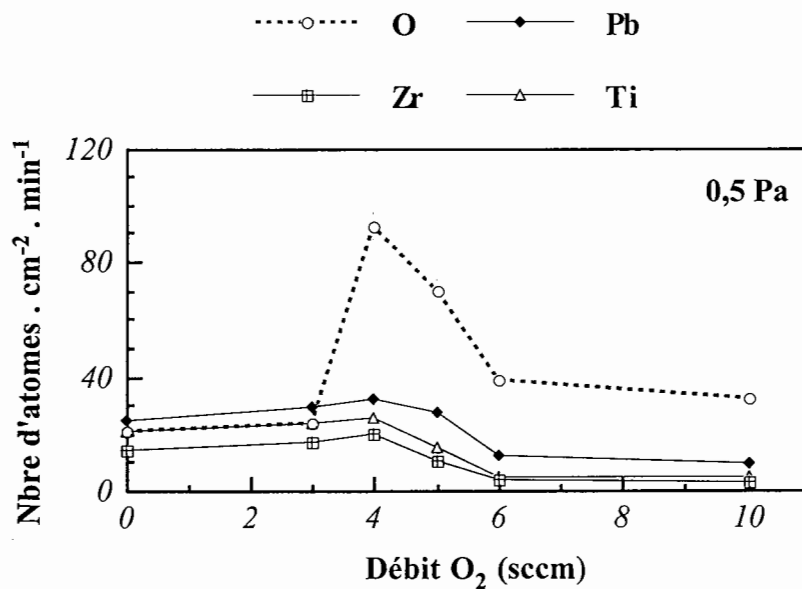 O Pb
Zr Ti
120
80
40
0
0,5 Pa
Nbre d'atomes . cm⁻² . min⁻¹
0 2 4 6 8 10
Débit O₂ (sccm)